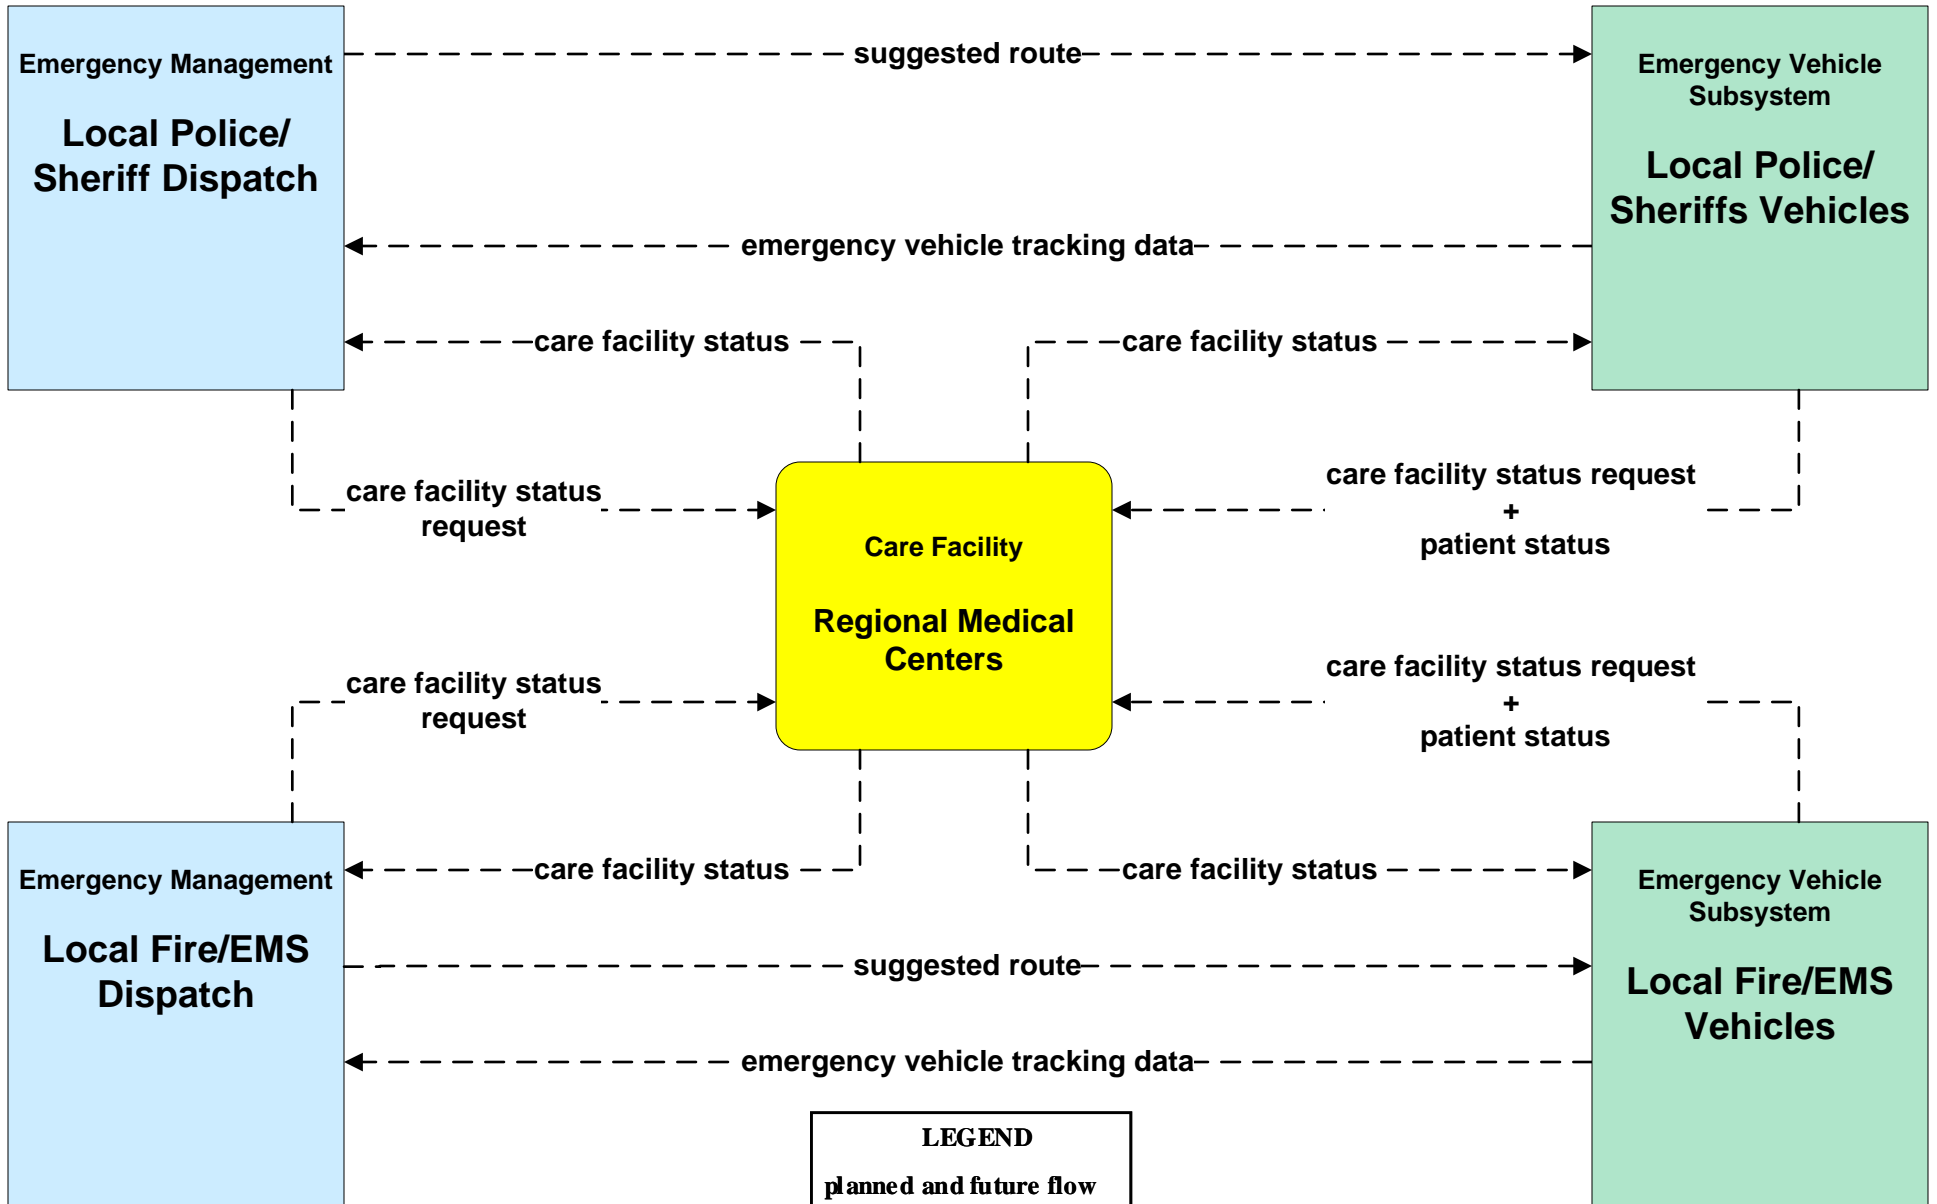 Emergency Management
Local Police/
Sheriff Dispatch
suggested route
Emergency Vehicle
Subsystem
Local Police/
Sheriffs Vehicles
emergency vehicle tracking data
care facility status
care facility status
care facility status
request
care facility status request
+
patient status
Care Facility
Regional Medical
Centers
care facility status
request
care facility status request
+
patient status
Emergency Management
Local Fire/EMS
Dispatch
care facility status
care facility status
Emergency Vehicle
Subsystem
Local Fire/EMS
Vehicles
suggested route
emergency vehicle tracking data
LEGEND
planned and future flow